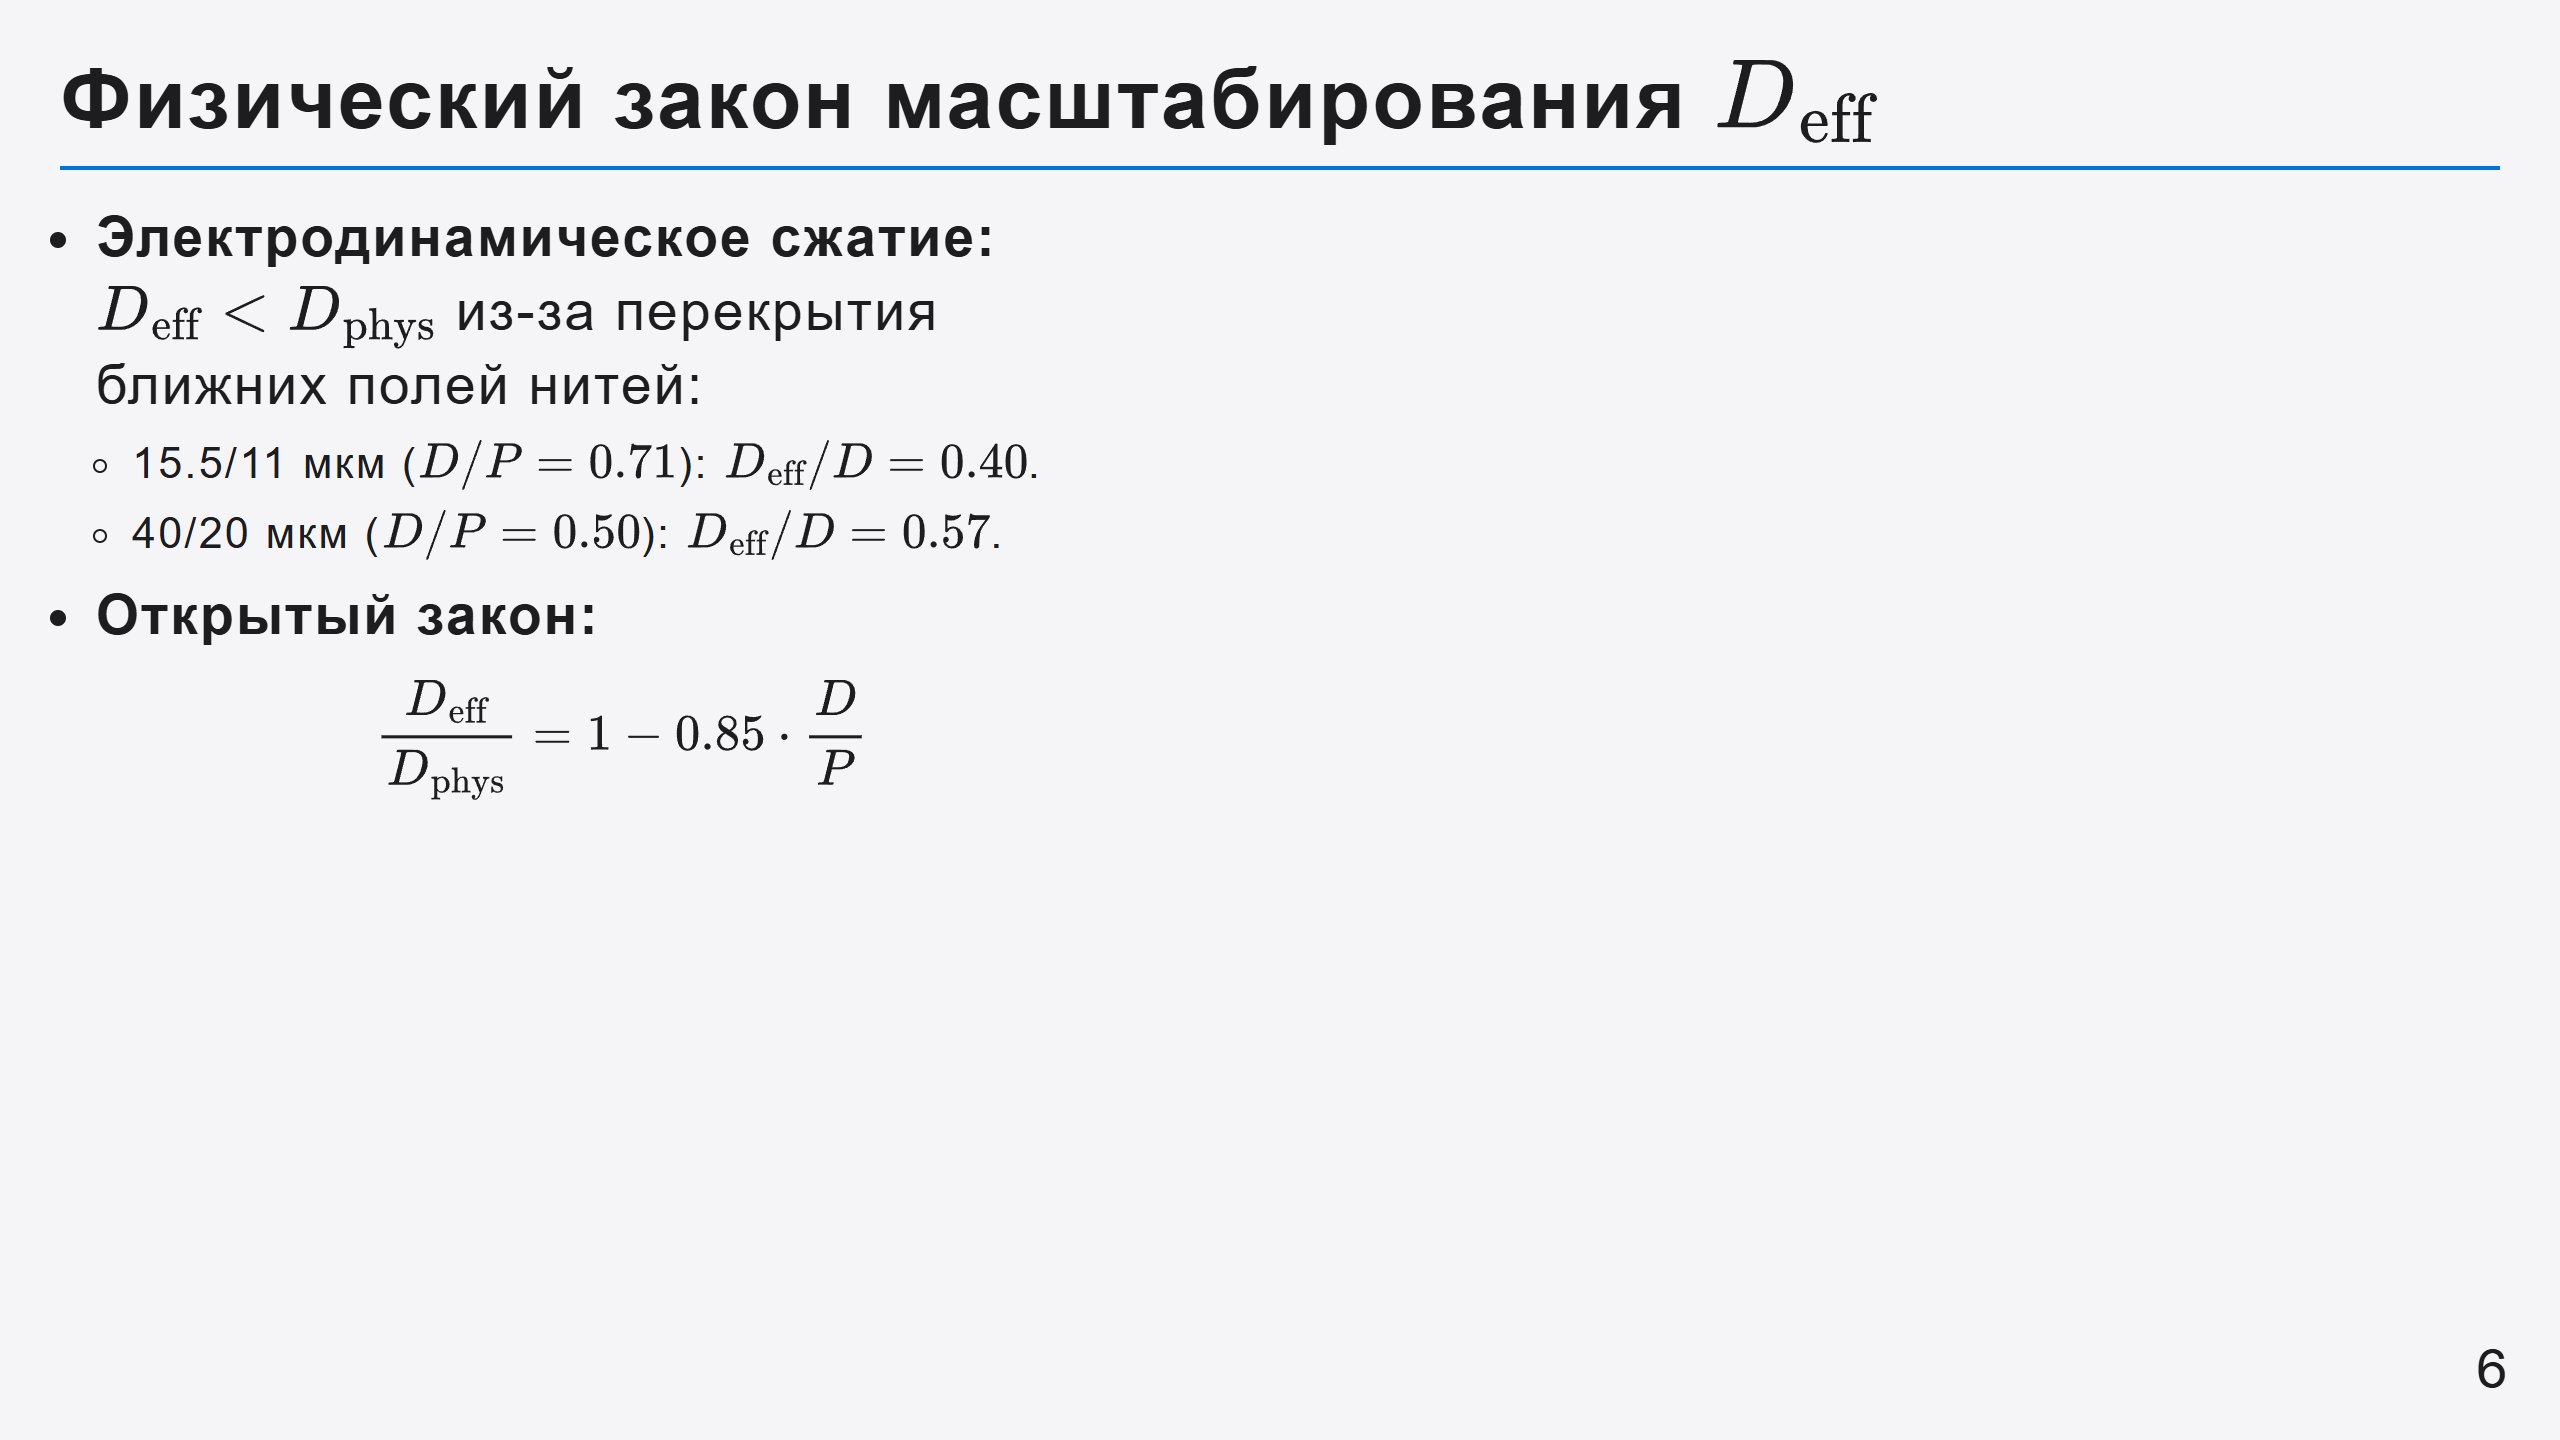 Физический закон масштабирования D_eff
• Электродинамическое сжатие:
D_eff < D_phys из-за перекрытия
ближних полей нитей:
◦ 15.5/11 мкм (D/P = 0.71): D_eff/D = 0.40.
◦ 40/20 мкм (D/P = 0.50): D_eff/D = 0.57.
• Открытый закон:
D_eff/D_phys = 1 − 0.85 · D/P
6